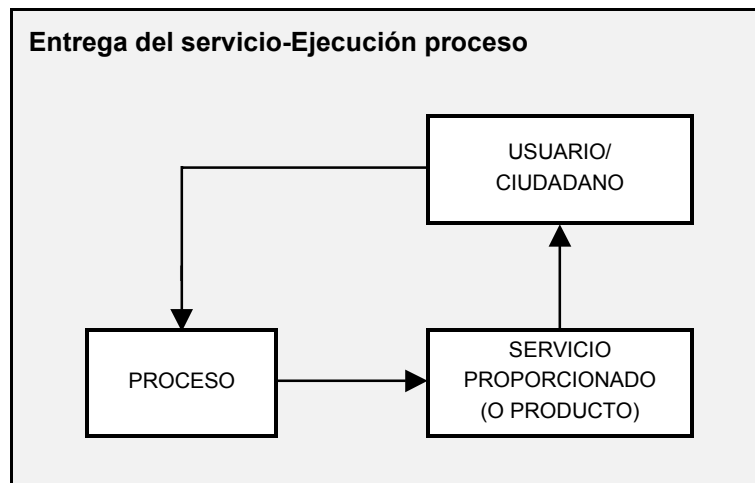 Entrega del servicio-Ejecución proceso
USUARIO/
CIUDADANO
PROCESO
SERVICIO
PROPORCIONADO
(O PRODUCTO)